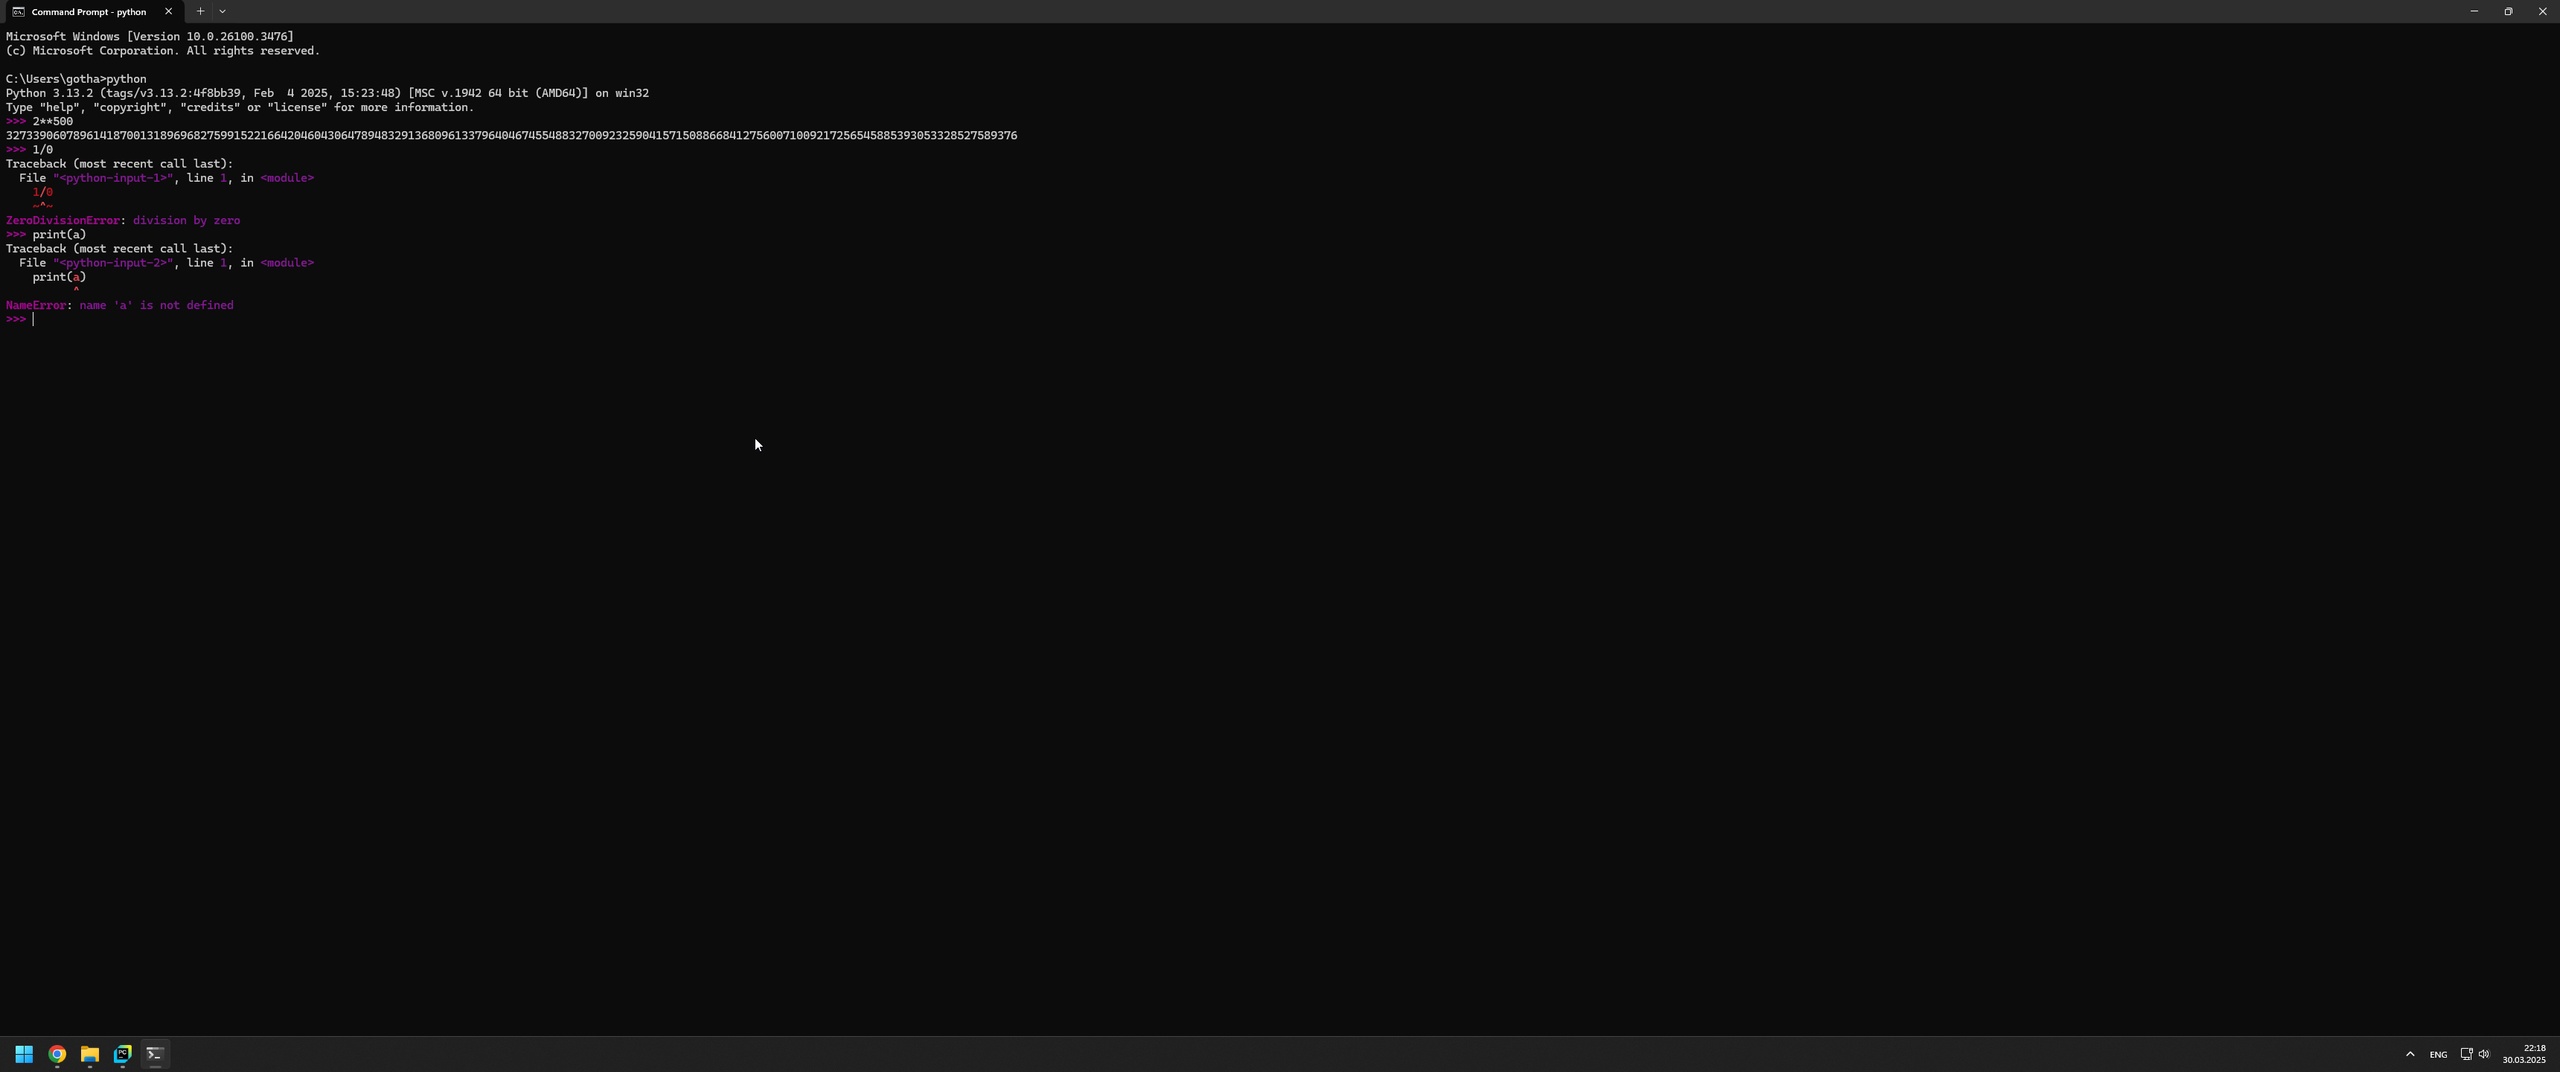 Command Prompt - python
Microsoft Windows [Version 10.0.26100.3476]
(c) Microsoft Corporation. All rights reserved.
C:\Users\gotha>python
Python 3.13.2 (tags/v3.13.2:4f8bb39, Feb  4 2025, 15:23:48) [MSC v.1942 64 bit (AMD64)] on win32
Type "help", "copyright", "credits" or "license" for more information.
>>> 2**500
3273390607896141870013189696827599152216642046043064789483291368096133796404674554883270092325904157150886684127560071009217256545885393053328527589376
>>> 1/0
Traceback (most recent call last):
  File "<python-input-1>", line 1, in <module>
    1/0
    ~^~
ZeroDivisionError: division by zero
>>> print(a)
Traceback (most recent call last):
  File "<python-input-2>", line 1, in <module>
    print(a)
          ^
NameError: name 'a' is not defined
>>>
PC
ENG
22:18
30.03.2025